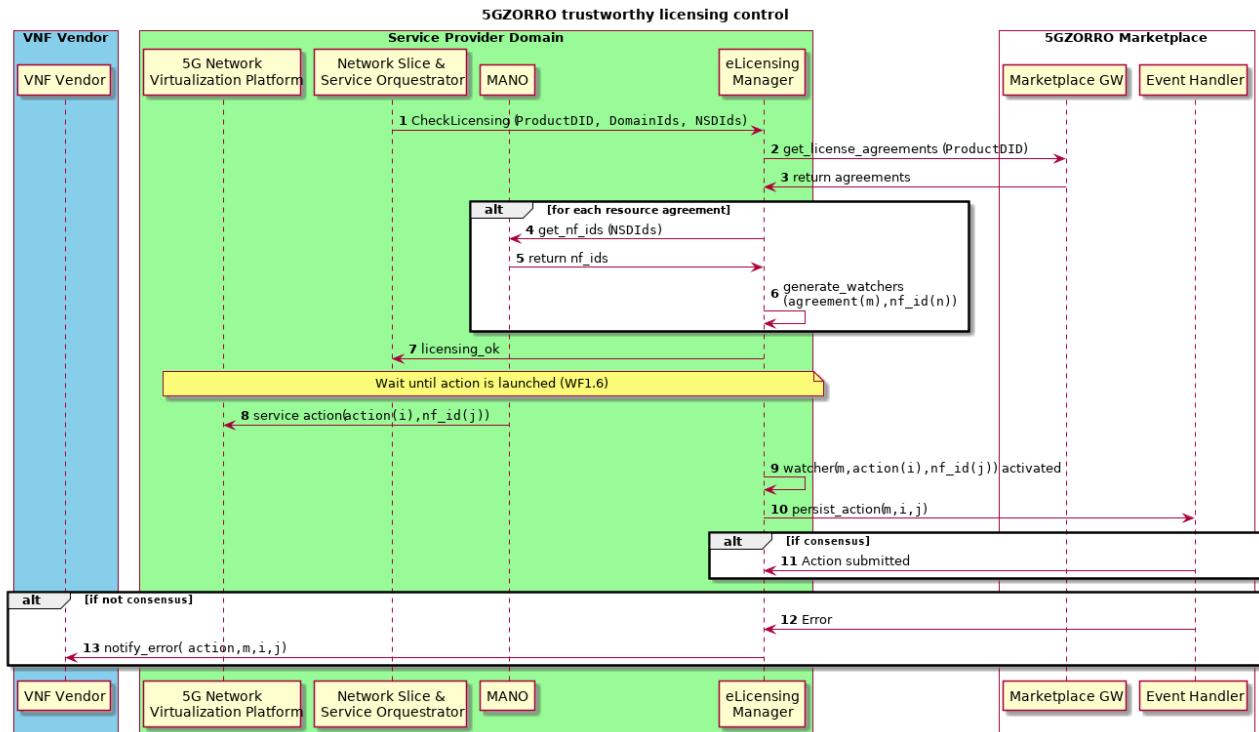 5GZORRO trustworthy licensing control
VNF Vendor
Service Provider Domain
5GZORRO Marketplace
VNF Vendor
5G Network
Virtualization Platform
Network Slice &
Service Orquestrator
MANO
eLicensing
Manager
Marketplace GW
Event Handler
1 CheckLicensing (ProductDID, DomainIds, NSDIds)
2 get_license_agreements (ProductDID)
3 return agreements
alt [for each resource agreement]
4 get_nf_ids (NSDIds)
5 return nf_ids
6 generate_watchers
(agreement(m),nf_id(n))
7 licensing_ok
Wait until action is launched (WF1.6)
8 service action(action(i),nf_id(j))
9 watcher(m,action(i),nf_id(j)) activated
10 persist_action(m,i,j)
alt [if consensus]
11 Action submitted
alt [if not consensus]
12 Error
13 notify_error( action,m,i,j)
VNF Vendor
5G Network
Virtualization Platform
Network Slice &
Service Orquestrator
MANO
eLicensing
Manager
Marketplace GW
Event Handler